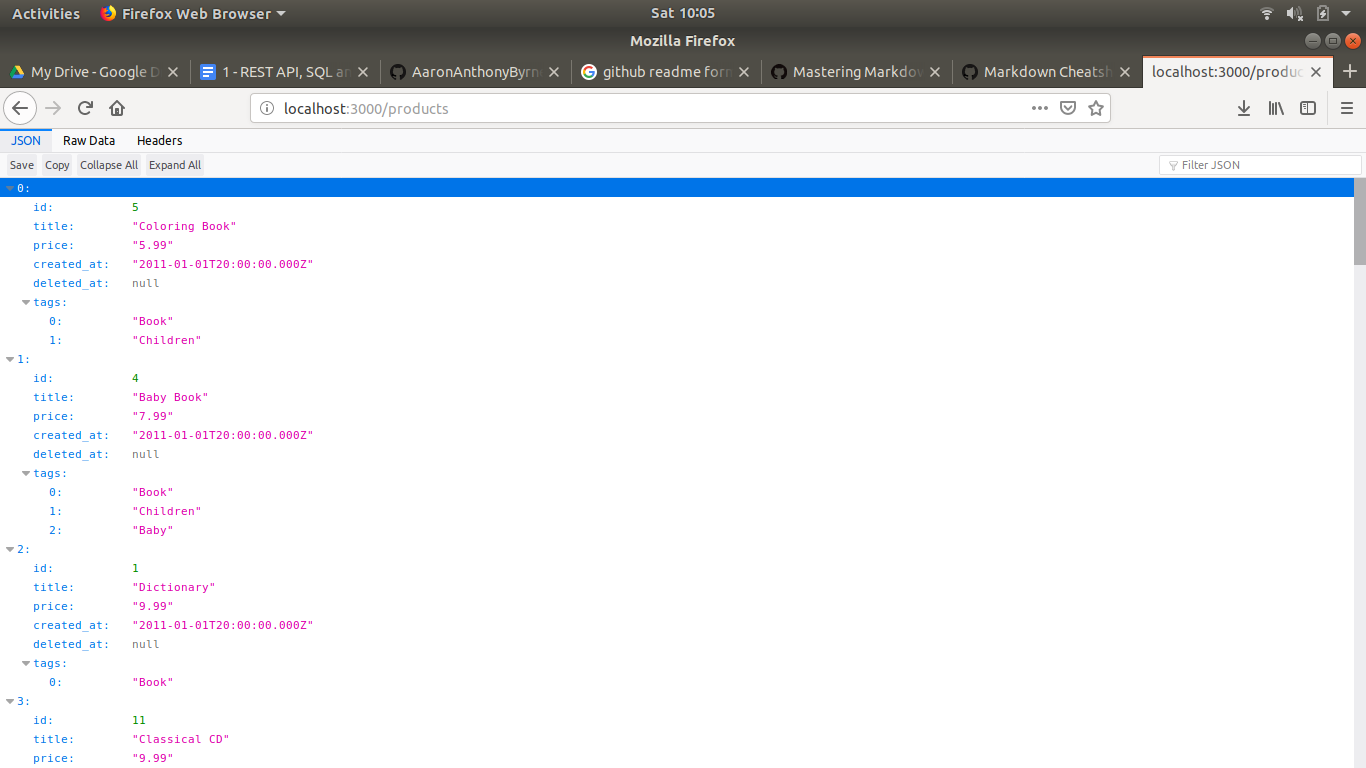 Activities Firefox Web Browser Sat 10:05
Mozilla Firefox
My Drive - Google D 1 - REST API, SQL an AaronAnthonyByrne github readme form Mastering Markdow Markdown Cheatsh localhost:3000/produc
localhost:3000/products
JSON Raw Data Headers
Save Copy Collapse All Expand All Filter JSON
0:
id: 5
title: "Coloring Book"
price: "5.99"
created_at: "2011-01-01T20:00:00.000Z"
deleted_at: null
tags:
0: "Book"
1: "Children"
1:
id: 4
title: "Baby Book"
price: "7.99"
created_at: "2011-01-01T20:00:00.000Z"
deleted_at: null
tags:
0: "Book"
1: "Children"
2: "Baby"
2:
id: 1
title: "Dictionary"
price: "9.99"
created_at: "2011-01-01T20:00:00.000Z"
deleted_at: null
tags:
0: "Book"
3:
id: 11
title: "Classical CD"
price: "9.99"